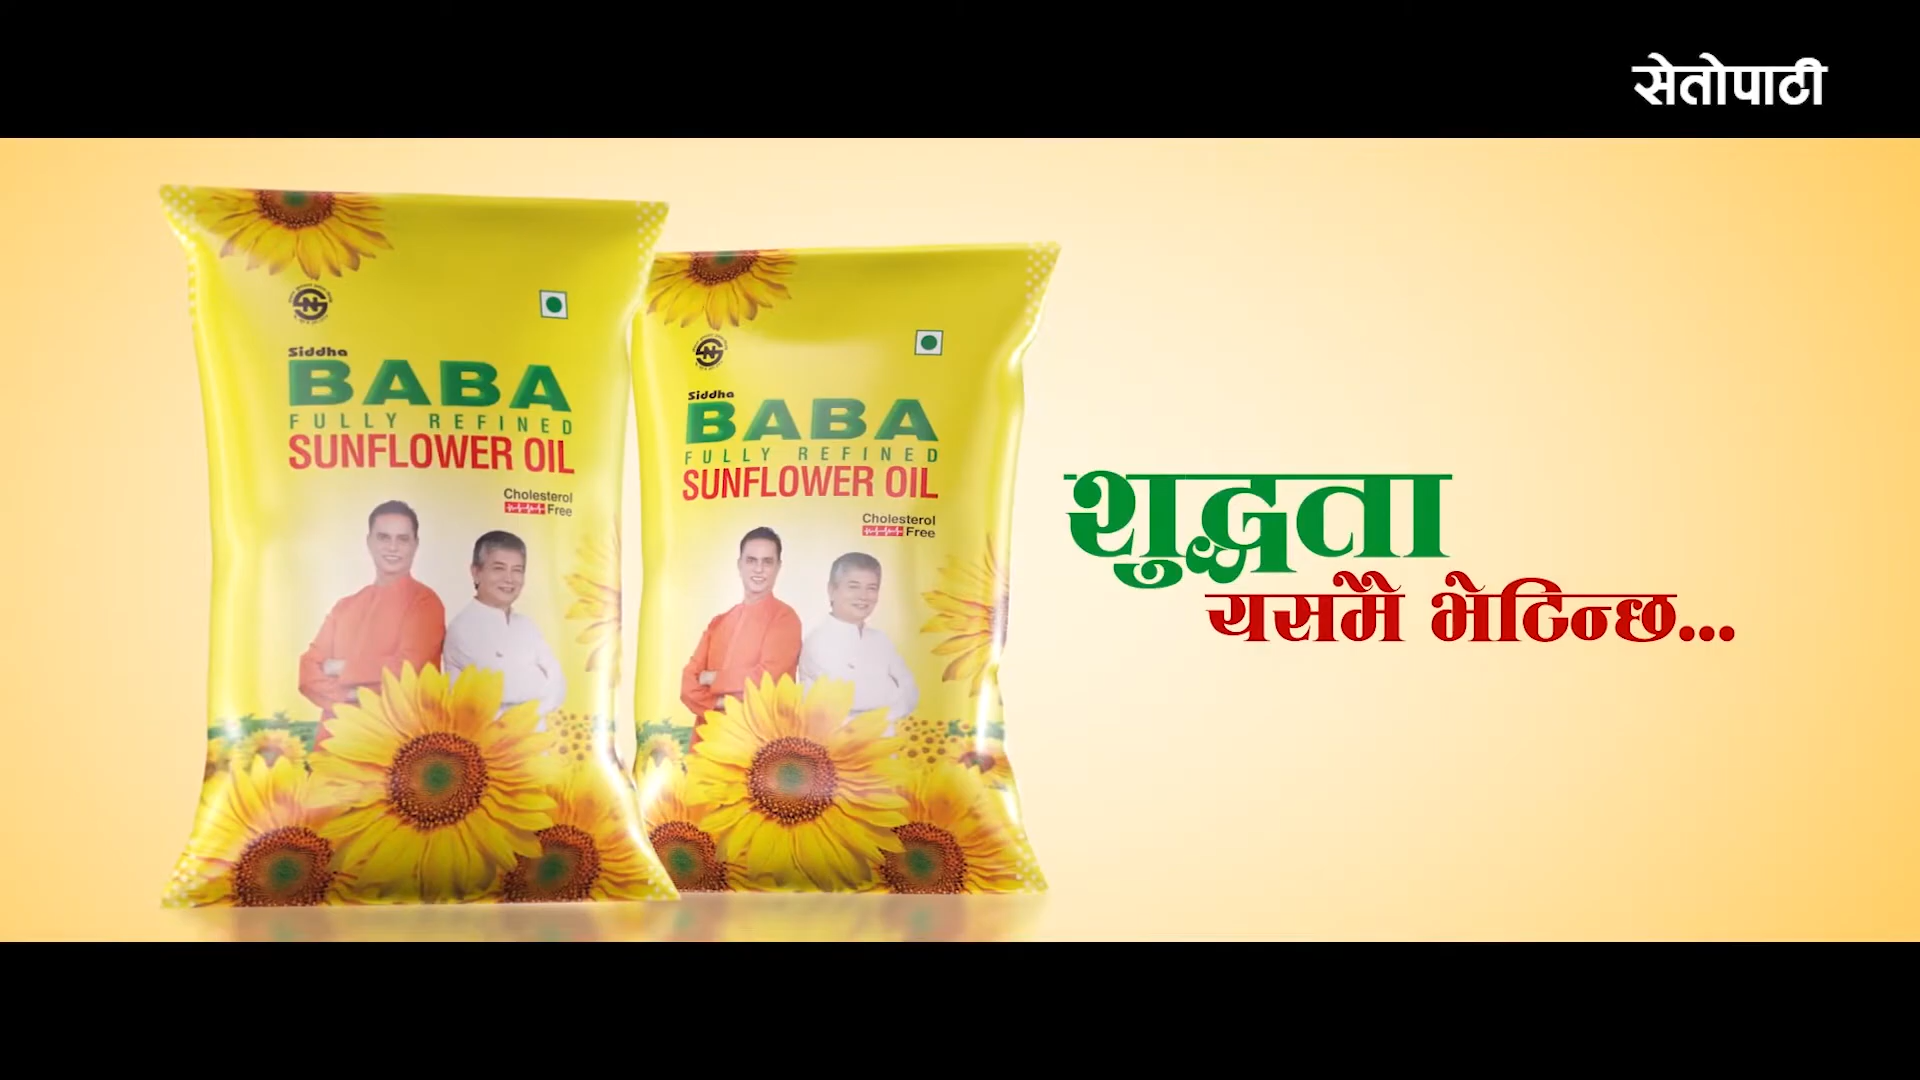 सेतोपाटी
Siddha
BABA
FULLY REFINED
SUNFLOWER OIL
Cholesterol
Free
Siddha
BABA
FULLY REFINED
SUNFLOWER OIL
Cholesterol
Free
शुद्धता
यसमै भेटिन्छ...